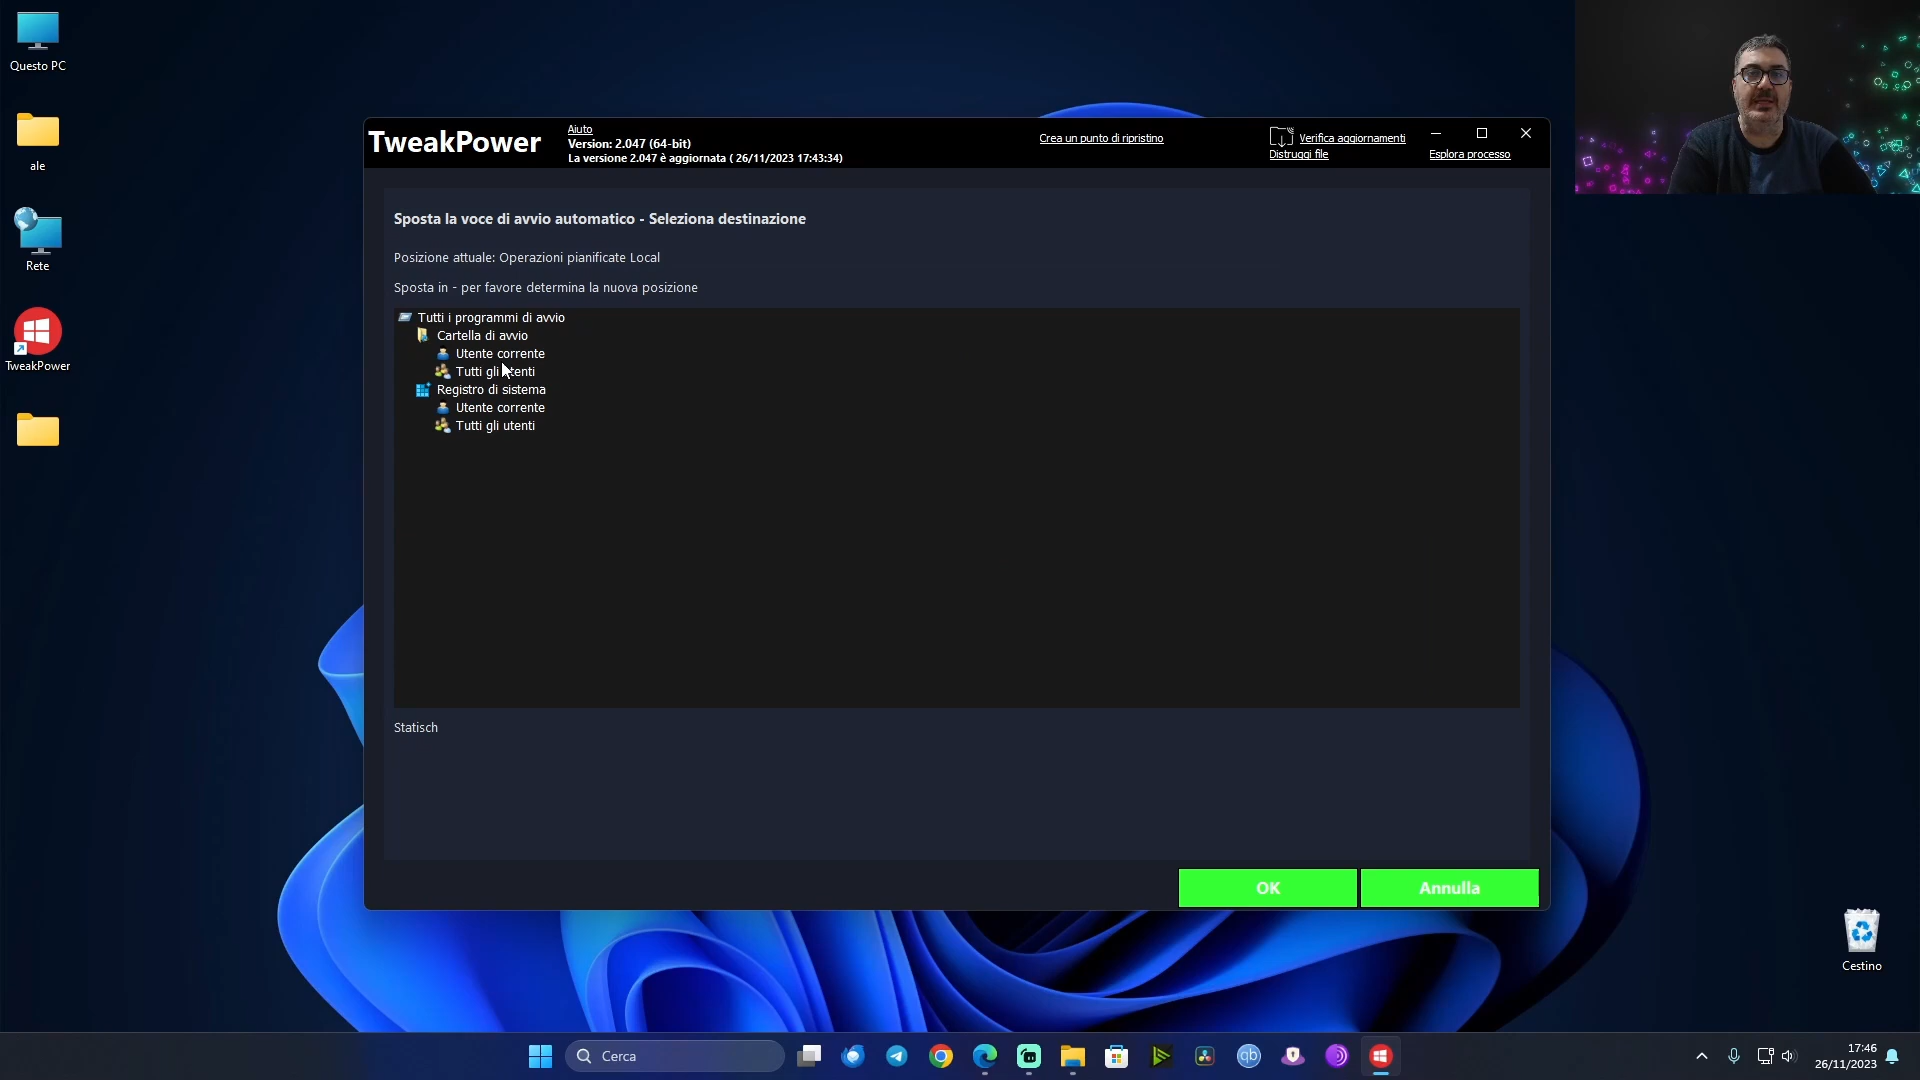 Questo PC
ale
Rete
TweakPower
TweakPower
Aiuto
Version: 2.047 (64-bit)
La versione 2.047 è aggiornata ( 26/11/2023 17:43:34)
Crea un punto di ripristino
Verifica aggiornamenti
Distruggi file
Esplora processo
Sposta la voce di avvio automatico - Seleziona destinazione
Posizione attuale: Operazioni pianificate Local
Sposta in - per favore determina la nuova posizione
Tutti i programmi di avvio
Cartella di avvio
Utente corrente
Tutti gli utenti
Registro di sistema
Utente corrente
Tutti gli utenti
Statisch
OK
Annulla
Cestino
Cerca
qb
17:46
26/11/2023